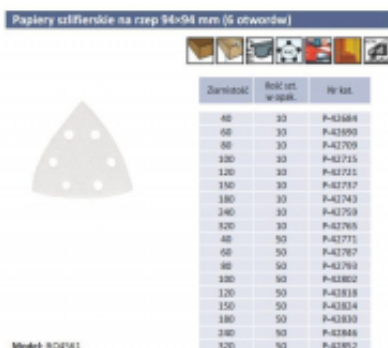 Papiery szlifierskie na rzep 94×94 mm (6 otworów)
Ziarnistość Ilość szt. w opak. Nr kat.
40 10 P-42684
60 10 P-42690
80 10 P-42709
100 10 P-42715
120 10 P-42721
150 10 P-42737
180 10 P-42743
240 10 P-42759
320 10 P-42765
40 50 P-42771
60 50 P-42787
80 50 P-42793
100 50 P-42802
120 50 P-42818
150 50 P-42824
180 50 P-42830
240 50 P-42846
320 50 P-42852
Model: